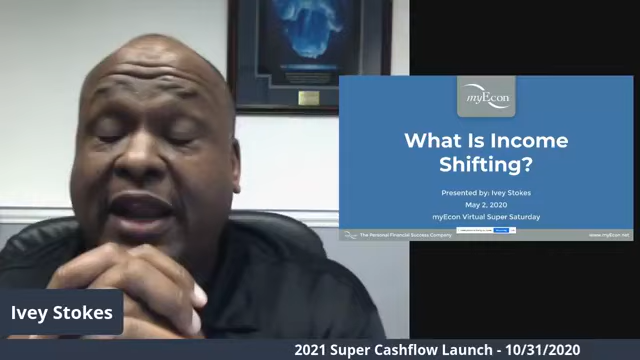 myEcon
What Is Income
Shifting?
Presented by: Ivey Stokes
May 2, 2020
myEcon Virtual Super Saturday
The Personal Financial Success Company
www.myEcon.net
Ivey Stokes
2021 Super Cashflow Launch - 10/31/2020